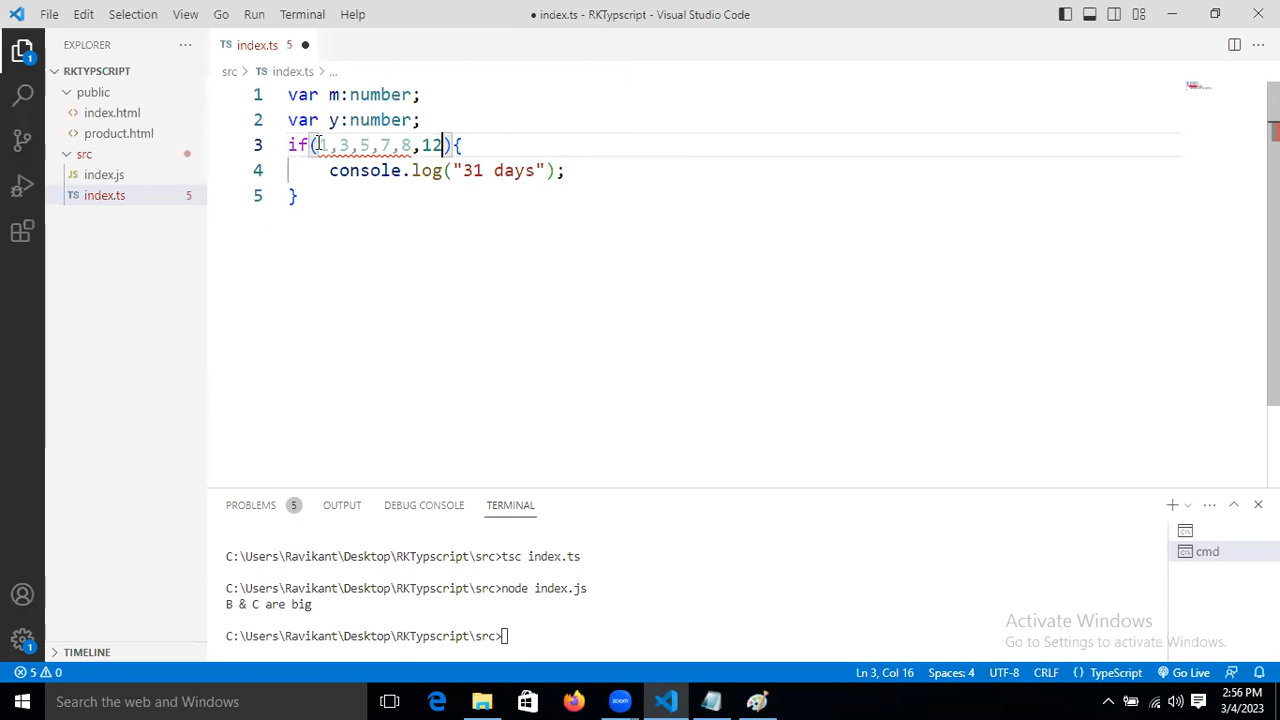 File Edit Selection View Go Run Terminal Help
● index.ts - RKTypscript - Visual Studio Code
EXPLORER
RKTYPSCRIPT
public
index.html
product.html
src
index.js
TS index.ts 5
TIMELINE
TS index.ts 5 ●
src > TS index.ts > ...
1 var m:number;
2 var y:number;
3 if(1,3,5,7,8,12){
4 console.log("31 days");
5 }
PROBLEMS 5 OUTPUT DEBUG CONSOLE TERMINAL
C:\Users\Ravikant\Desktop\RKTypscript\src>tsc index.ts
C:\Users\Ravikant\Desktop\RKTypscript\src>node index.js
B & C are big
C:\Users\Ravikant\Desktop\RKTypscript\src>
cmd
Activate Windows
Go to Settings to activate Windows.
5 0 Ln 3, Col 16 Spaces: 4 UTF-8 CRLF {} TypeScript Go Live
Search the web and Windows
2:56 PM
3/4/2023